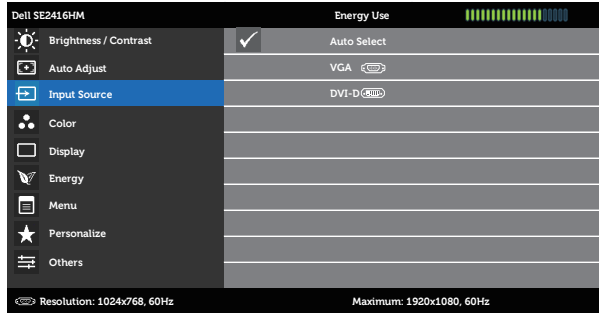 Dell SE2416HM Energy Use
Brightness / Contrast Auto Select
Auto Adjust VGA
Input Source DVI-D
Color
Display
Energy
Menu
Personalize
Others
Resolution: 1024x768, 60Hz Maximum: 1920x1080, 60Hz